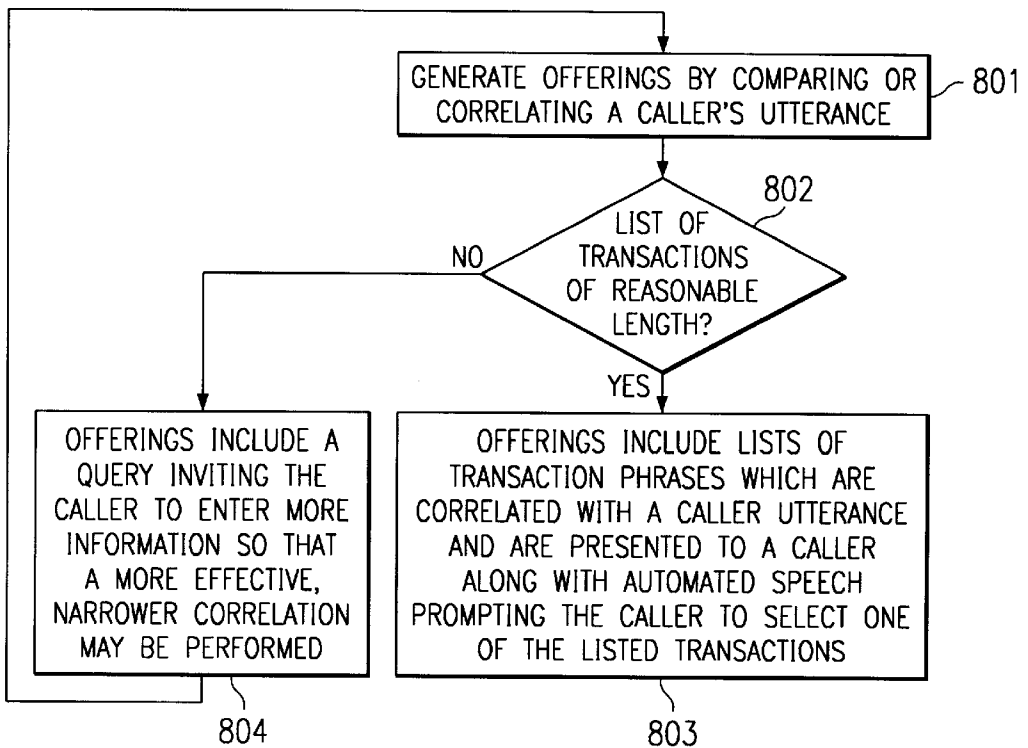 GENERATE OFFERINGS BY COMPARING OR
CORRELATING A CALLER'S UTTERANCE
801
802
LIST OF
TRANSACTIONS
OF REASONABLE
LENGTH?
NO
YES
OFFERINGS INCLUDE A
QUERY INVITING THE
CALLER TO ENTER MORE
INFORMATION SO THAT
A MORE EFFECTIVE,
NARROWER CORRELATION
MAY BE PERFORMED
804
OFFERINGS INCLUDE LISTS OF
TRANSACTION PHRASES WHICH ARE
CORRELATED WITH A CALLER UTTERANCE
AND ARE PRESENTED TO A CALLER
ALONG WITH AUTOMATED SPEECH
PROMPTING THE CALLER TO SELECT ONE
OF THE LISTED TRANSACTIONS
803